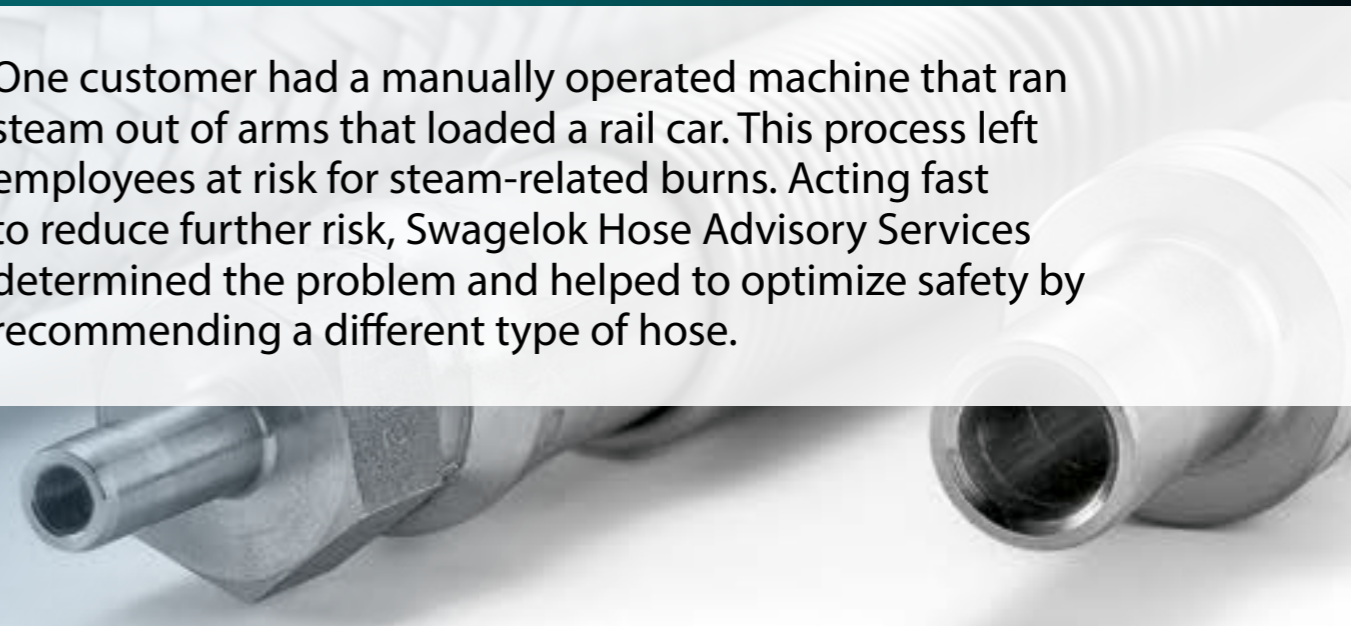 One customer had a manually operated machine that ran
steam out of arms that loaded a rail car. This process left
employees at risk for steam-related burns. Acting fast
to reduce further risk, Swagelok Hose Advisory Services
determined the problem and helped to optimize safety by
recommending a different type of hose.